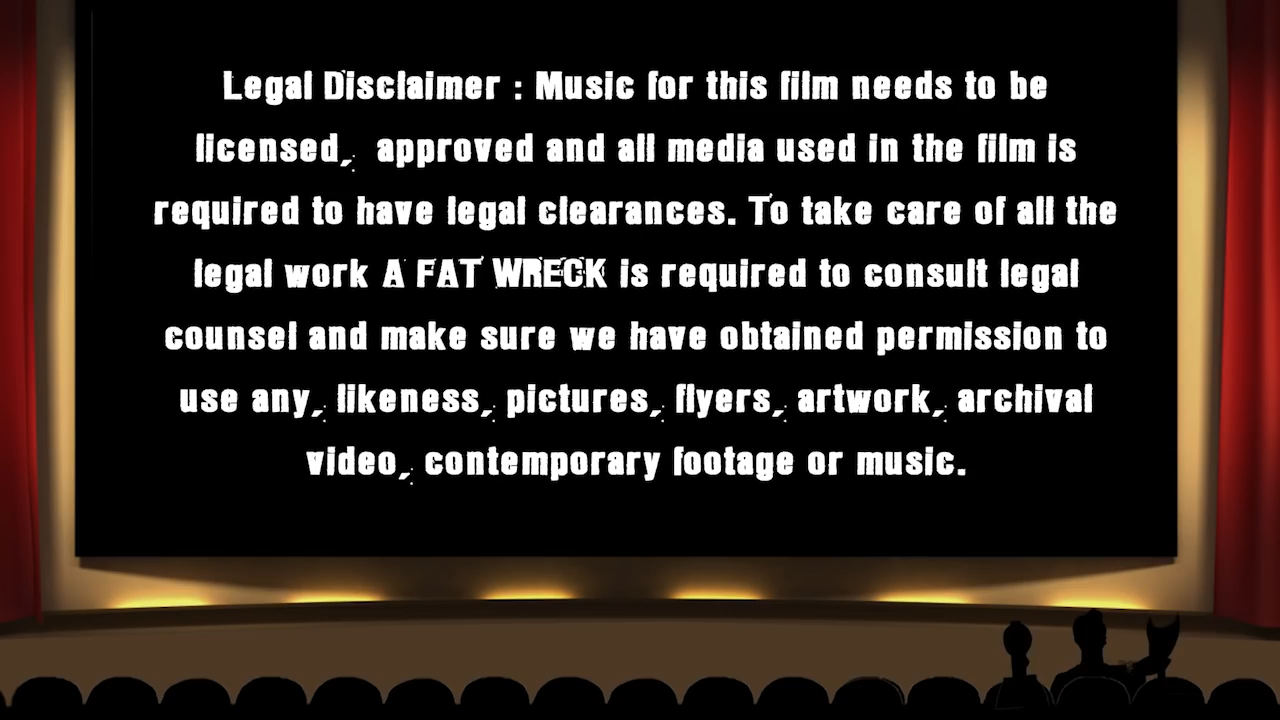 Legal Disclaimer : Music for this film needs to be
licensed,  approved and all media used in the film is
required to have legal clearances. To take care of all the
legal work A FAT WRECK is required to consult legal
counsel and make sure we have obtained permission to
use any, likeness, pictures, flyers, artwork, archival
video, contemporary footage or music.